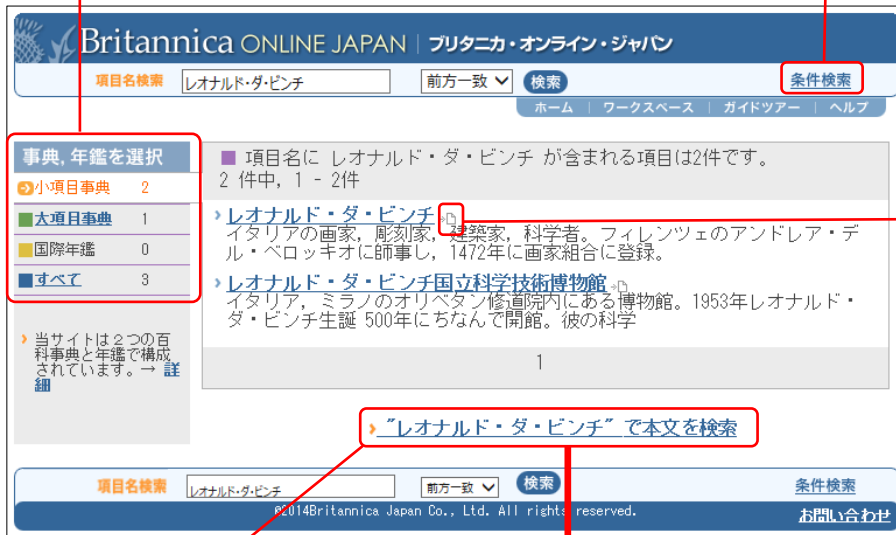 Britannica ONLINE JAPAN | ブリタニカ・オンライン・ジャパン
項目名検索 レオナルド・ダ・ビンチ 前方一致 検索 条件検索
ホーム | ワークスペース | ガイドツアー | ヘルプ
事典,年鑑を選択
小項目事典 2
大項目事典 1
国際年鑑 0
すべて 3
当サイトは2つの百
科事典と年鑑で構成
されています。→ 詳
細
項目名に レオナルド・ダ・ビンチ が含まれる項目は2件です。
2 件中, 1 - 2件
レオナルド・ダ・ビンチ
イタリアの画家, 彫刻家, 建築家, 科学者。フィレンツェのアンドレア・デ
ル・ベロッキオに師事し, 1472年に画家組合に登録。
レオナルド・ダ・ビンチ国立科学技術博物館
イタリア, ミラノのオリベタン修道院内にある博物館。1953年レオナルド・
ダ・ビンチ生誕 500年にちなんで開館。彼の科学
1
"レオナルド・ダ・ビンチ" で本文を検索
項目名検索 レオナルド・ダ・ビンチ 前方一致 検索 条件検索
©2014Britannica Japan Co., Ltd. All rights reserved. お問い合わせ